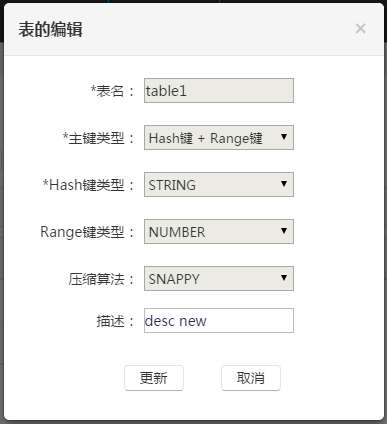 表的编辑 ×
*表名： table1
*主键类型： Hash键 + Range键
*Hash键类型： STRING
Range键类型： NUMBER
压缩算法： SNAPPY
描述： desc new
更新 取消